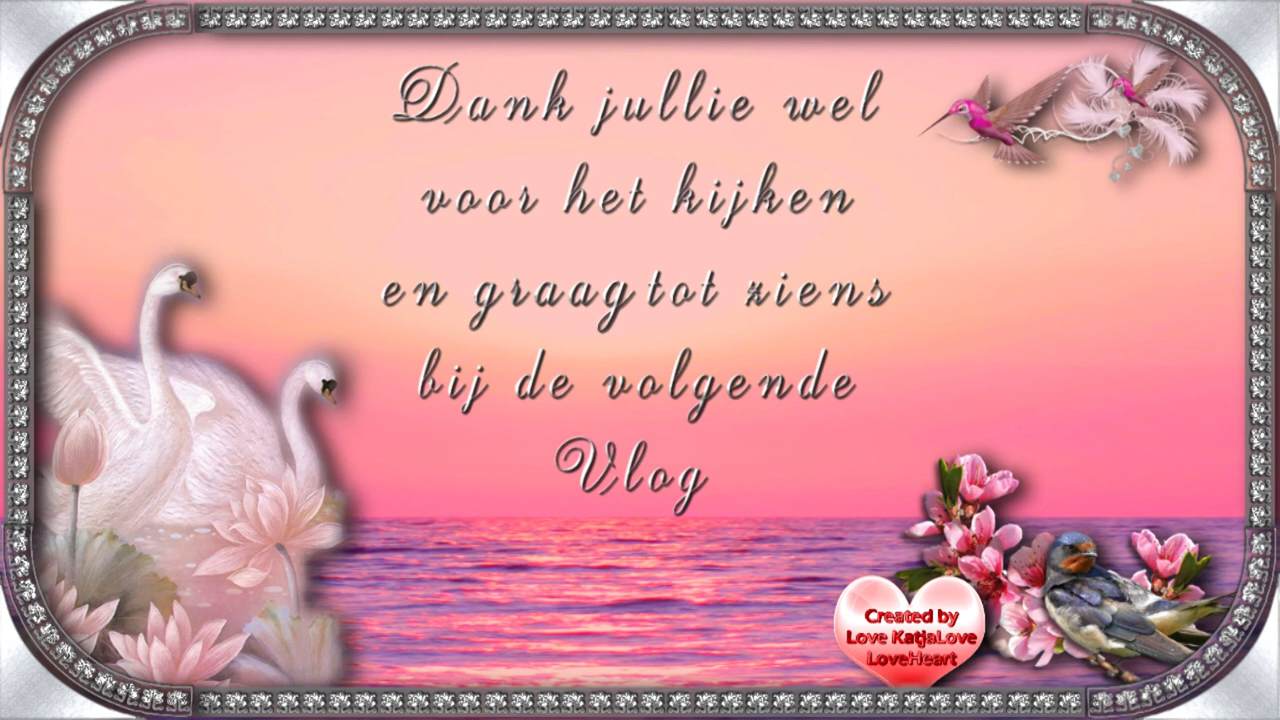 Dank jullie wel
voor het kijken
en graag tot ziens
bij de volgende
Vlog
Created by
Love KatjaLove
LoveHeart